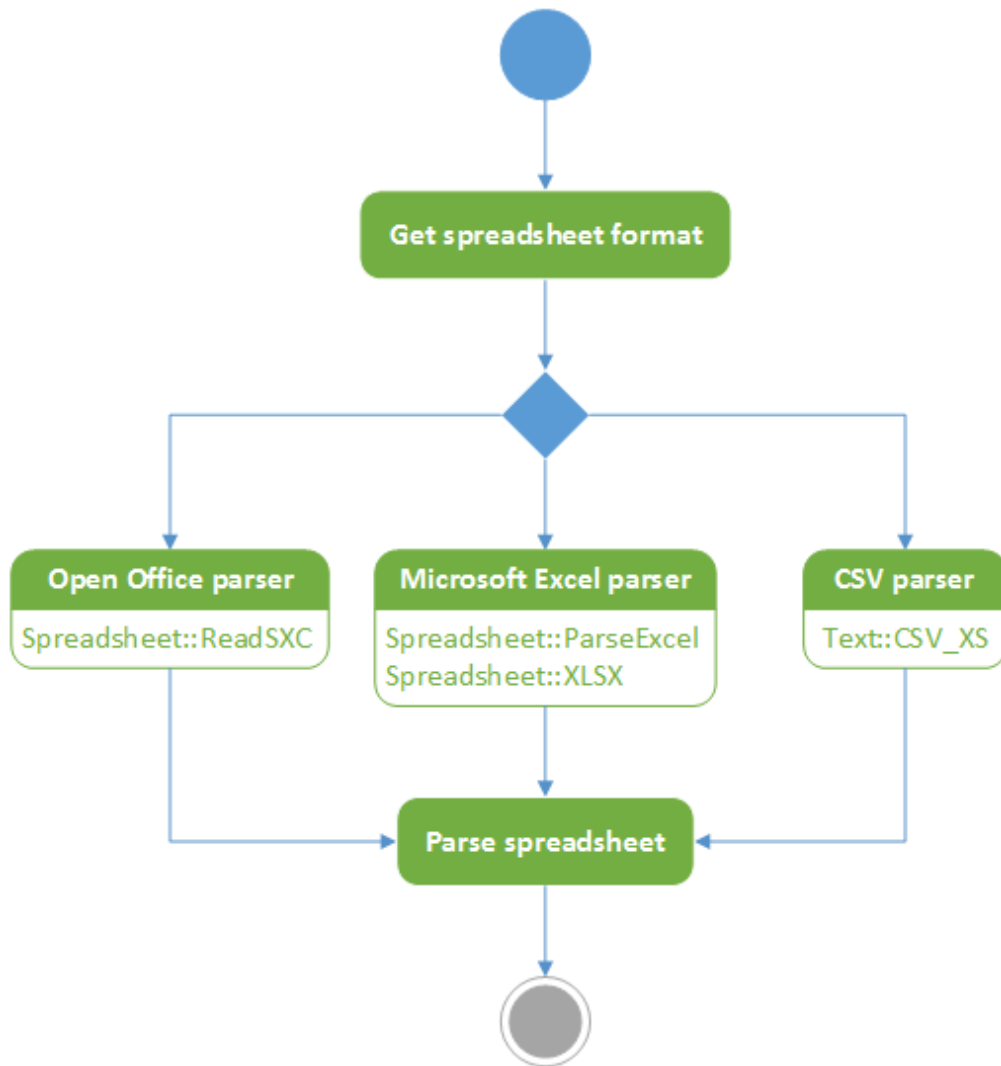 Get spreadsheet format
Open Office parser
Spreadsheet::ReadSXC
Microsoft Excel parser
Spreadsheet::ParseExcel
Spreadsheet::XLSX
CSV parser
Text::CSV_XS
Parse spreadsheet